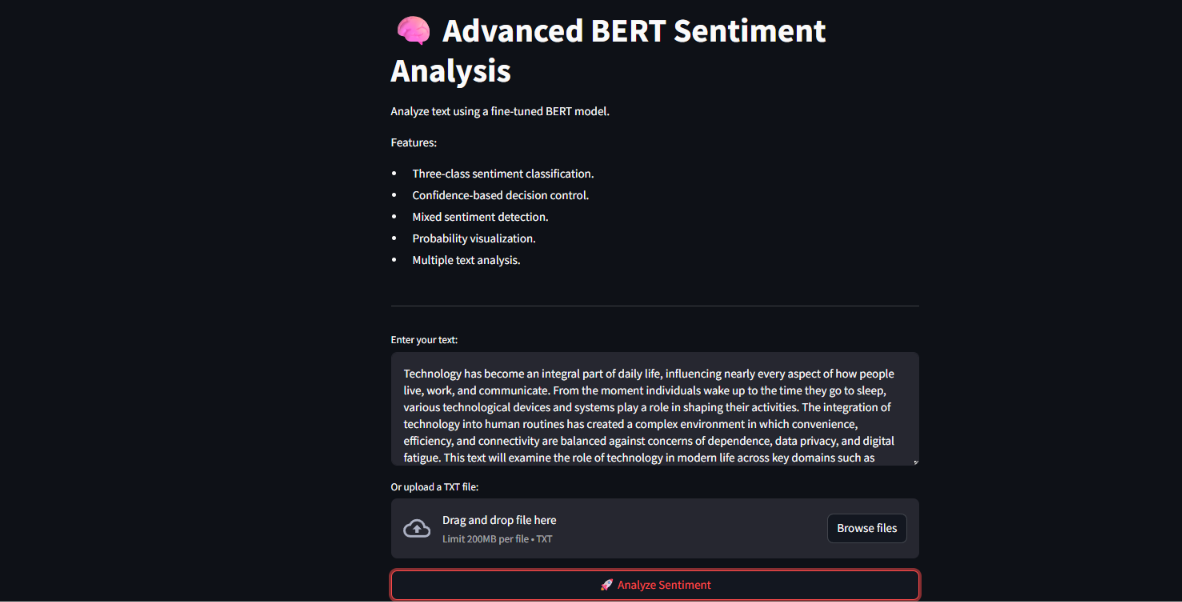 🧠 Advanced BERT Sentiment
Analysis
Analyze text using a fine-tuned BERT model.
Features:
• Three-class sentiment classification.
• Confidence-based decision control.
• Mixed sentiment detection.
• Probability visualization.
• Multiple text analysis.
Enter your text:
Technology has become an integral part of daily life, influencing nearly every aspect of how people
live, work, and communicate. From the moment individuals wake up to the time they go to sleep,
various technological devices and systems play a role in shaping their activities. The integration of
technology into human routines has created a complex environment in which convenience,
efficiency, and connectivity are balanced against concerns of dependence, data privacy, and digital
fatigue. This text will examine the role of technology in modern life across key domains such as
Or upload a TXT file:
Drag and drop file here
Limit 200MB per file • TXT
Browse files
🚀 Analyze Sentiment